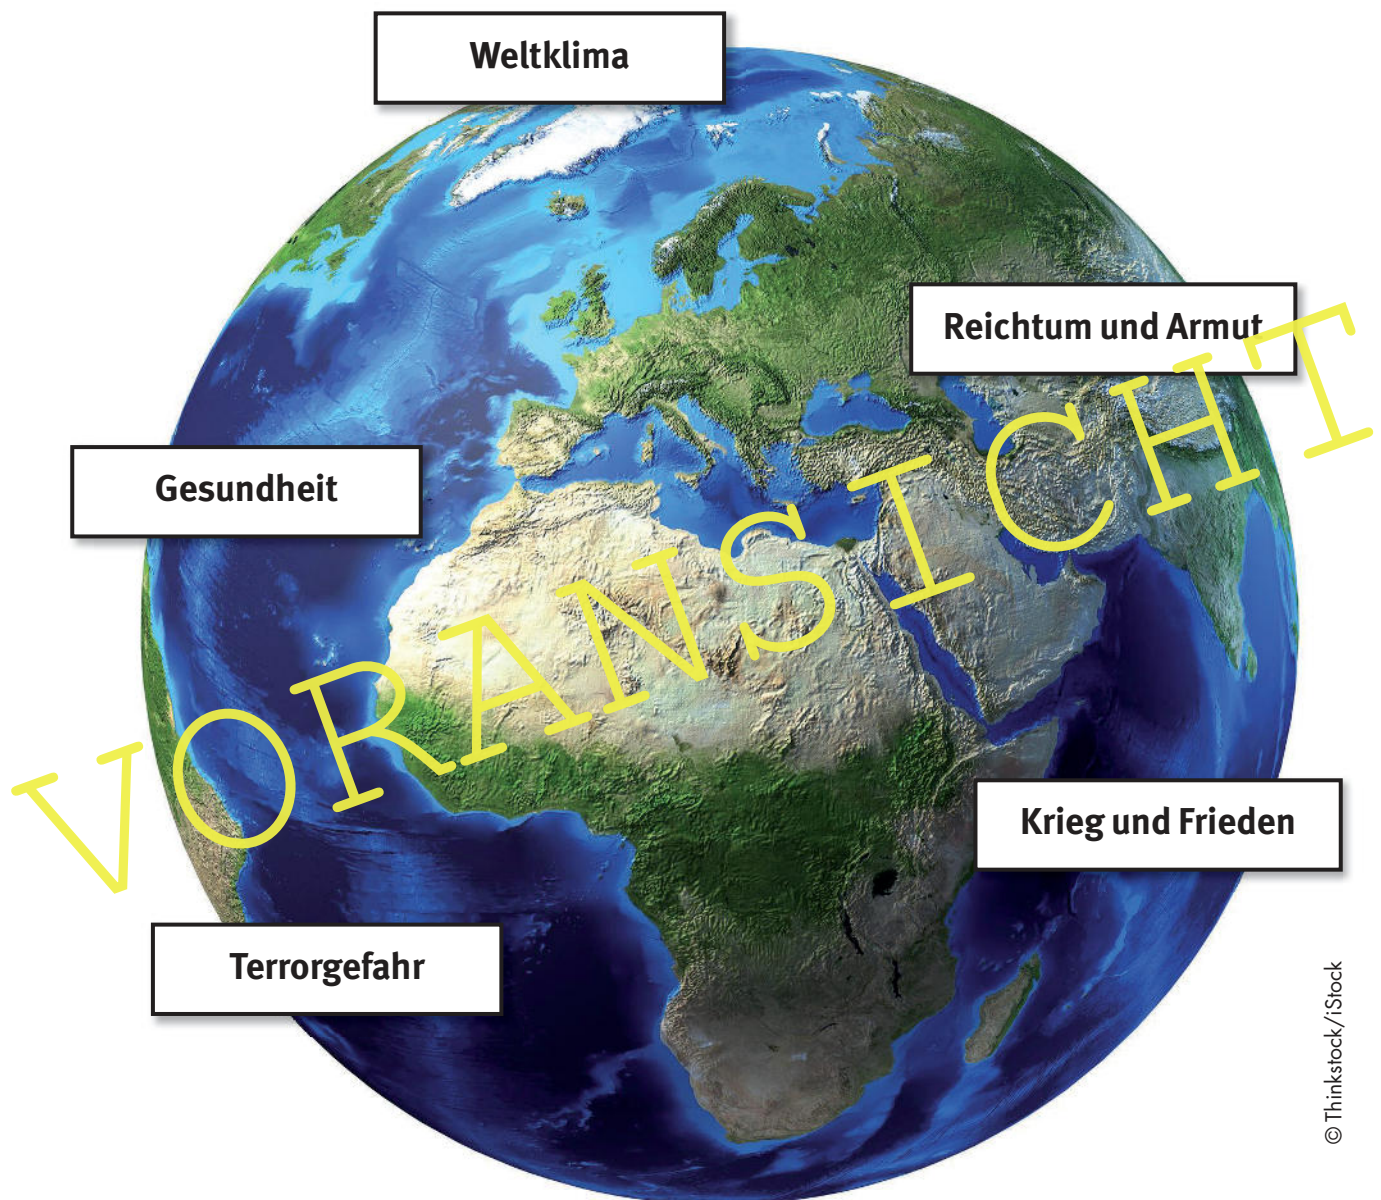 Weltklima
Reichtum und Armut
Gesundheit
VORANSICHT
Krieg und Frieden
Terrorgefahr
© Thinkstock/iStock